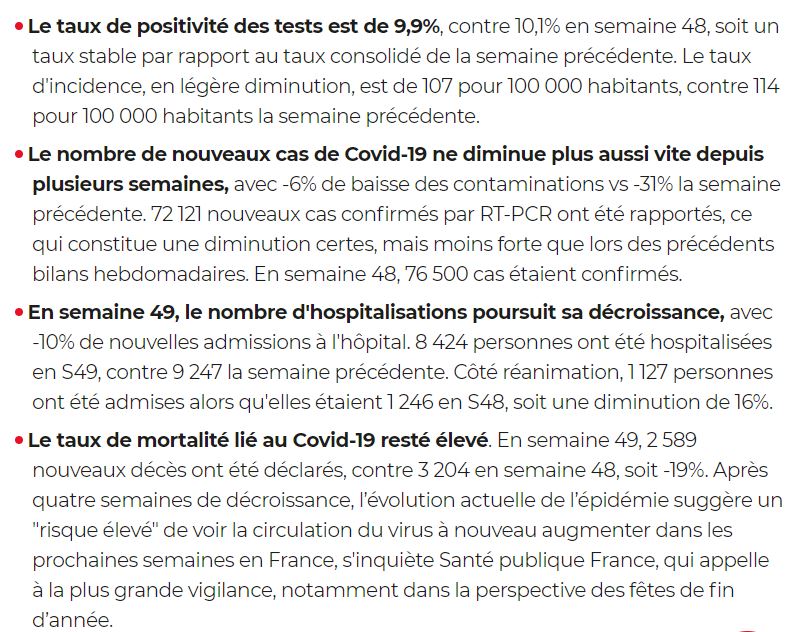 • Le taux de positivité des tests est de 9,9%, contre 10,1% en semaine 48, soit un
taux stable par rapport au taux consolidé de la semaine précédente. Le taux
d'incidence, en légère diminution, est de 107 pour 100 000 habitants, contre 114
pour 100 000 habitants la semaine précédente.
• Le nombre de nouveaux cas de Covid-19 ne diminue plus aussi vite depuis
plusieurs semaines, avec -6% de baisse des contaminations vs -31% la semaine
précédente. 72 121 nouveaux cas confirmés par RT-PCR ont été rapportés, ce
qui constitue une diminution certes, mais moins forte que lors des précédents
bilans hebdomadaires. En semaine 48, 76 500 cas étaient confirmés.
• En semaine 49, le nombre d'hospitalisations poursuit sa décroissance, avec
-10% de nouvelles admissions à l'hôpital. 8 424 personnes ont été hospitalisées
en S49, contre 9 247 la semaine précédente. Côté réanimation, 1 127 personnes
ont été admises alors qu'elles étaient 1 246 en S48, soit une diminution de 16%.
• Le taux de mortalité lié au Covid-19 resté élevé. En semaine 49, 2 589
nouveaux décès ont été déclarés, contre 3 204 en semaine 48, soit -19%. Après
quatre semaines de décroissance, l’évolution actuelle de l’épidémie suggère un
"risque élevé" de voir la circulation du virus à nouveau augmenter dans les
prochaines semaines en France, s'inquiète Santé publique France, qui appelle
à la plus grande vigilance, notamment dans la perspective des fêtes de fin
d’année.